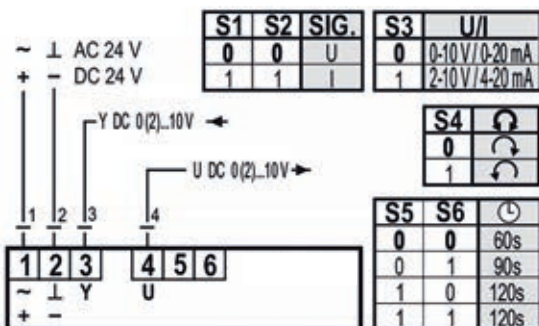 ~ ⊥ AC 24 V
+ − DC 24 V
Y DC 0(2)...10V
U DC 0(2)...10V
1 2 3 4
1 2 3 4 5 6
~ ⊥ Y U
+ −
S1 S2 SIG.
0 0 U
1 1 I
S3 U/I
0 0-10 V / 0-20 mA
1 2-10 V / 4-20 mA
S4
0
1
S5 S6
0 0 60s
0 1 90s
1 0 120s
1 1 120s